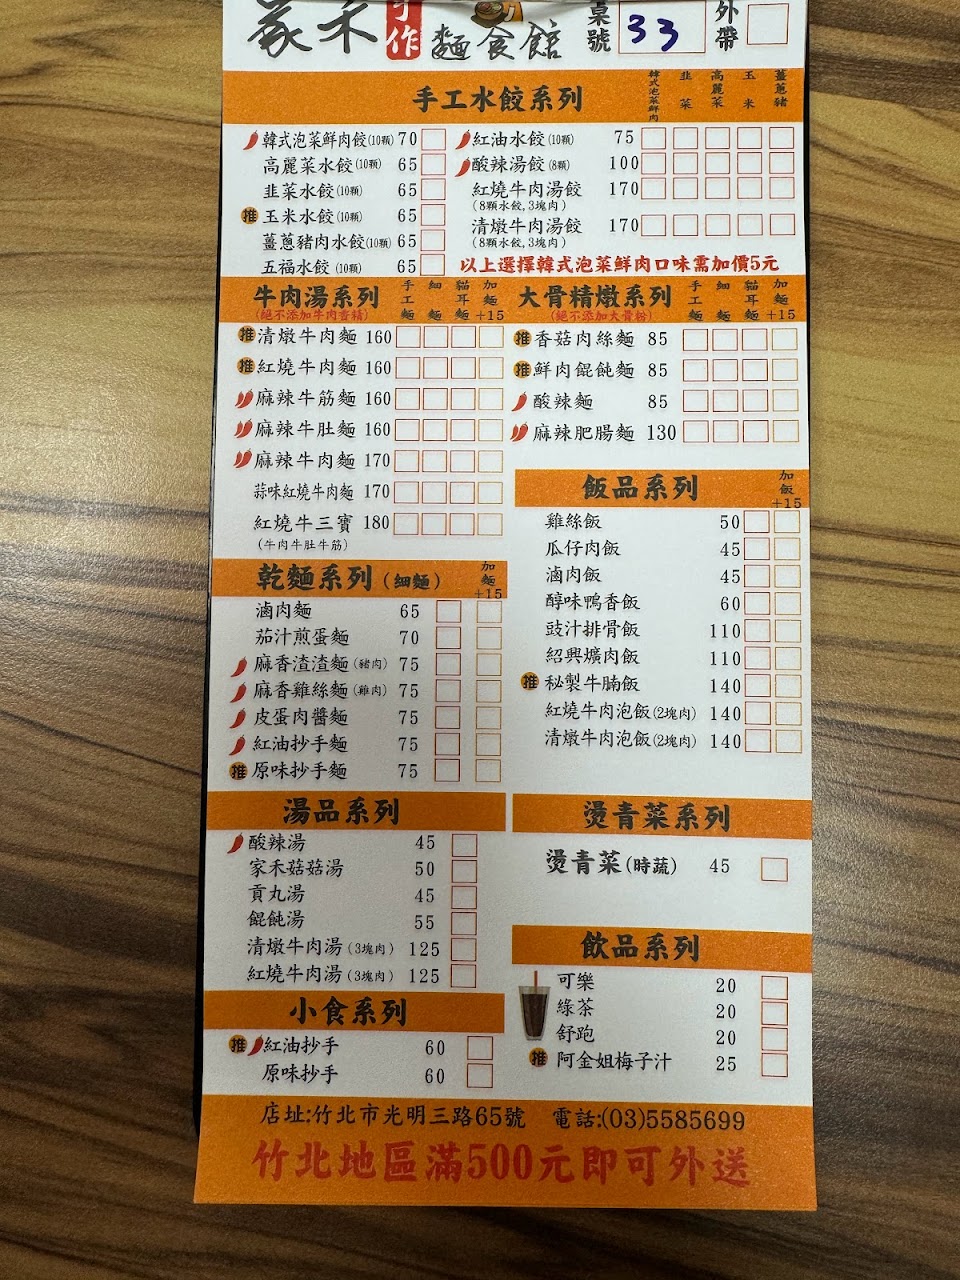 家禾 手作 麵食館 桌號 33 外帶
手工水餃系列 韓式泡菜鮮肉 韭菜 高麗菜 玉米 薑蔥豬
韓式泡菜鮮肉水餃(10顆) 70
高麗菜水餃(10顆) 65
韭菜水餃(10顆) 65
推 玉米水餃(10顆) 65
薑蔥豬肉水餃(10顆) 65
五福水餃(10顆) 65
紅油水餃(10顆) 75
酸辣湯餃(8顆) 100
紅燒牛肉湯餃 170
(8顆水餃,3塊肉)
清燉牛肉湯餃 170
(8顆水餃,3塊肉)
以上選擇韓式泡菜鮮肉口味需加價5元
牛肉湯系列 手工麵 細麵 貓耳麵 加麵+15
(絕不添加牛肉香精)
推 清燉牛肉麵 160
推 紅燒牛肉麵 160
麻辣牛筋麵 160
麻辣牛肚麵 160
麻辣牛肉麵 170
蒜味紅燒牛肉麵 170
紅燒牛三寶 180
(牛肉牛肚牛筋)
大骨精燉系列 手工麵 細麵 貓耳麵 加麵+15
(絕不添加大骨粉)
推 香菇肉絲麵 85
推 鮮肉餛飩麵 85
酸辣麵 85
麻辣肥腸麵 130
飯品系列 加飯+15
雞絲飯 50
瓜仔肉飯 45
滷肉飯 45
醇味鴨香飯 60
豉汁排骨飯 110
紹興爌肉飯 110
推 秘製牛腩飯 140
紅燒牛肉泡飯(2塊肉) 140
清燉牛肉泡飯(2塊肉) 140
乾麵系列(細麵) 加麵+15
滷肉麵 65
茄汁煎蛋麵 70
麻香渣渣麵(豬肉) 75
麻香雞絲麵(雞肉) 75
皮蛋肉醬麵 75
紅油抄手麵 75
推 原味抄手麵 75
湯品系列
酸辣湯 45
家禾菇菇湯 50
貢丸湯 45
餛飩湯 55
清燉牛肉湯(3塊肉) 125
紅燒牛肉湯(3塊肉) 125
燙青菜系列
燙青菜(時蔬) 45
飲品系列
可樂 20
綠茶 20
舒跑 20
推 阿金姐梅子汁 25
小食系列
推 紅油抄手 60
原味抄手 60
店址:竹北市光明三路65號 電話:(03)5585699
竹北地區滿500元即可外送